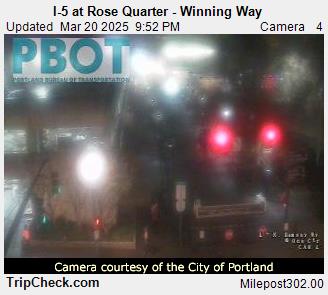 I-5 at Rose Quarter - Winning Way
Updated Mar 20 2025 9:52 PM Camera 4
PBOT
PORTLAND BUREAU OF TRANSPORTATION
Camera courtesy of the City of Portland
TripCheck.com Milepost302.00